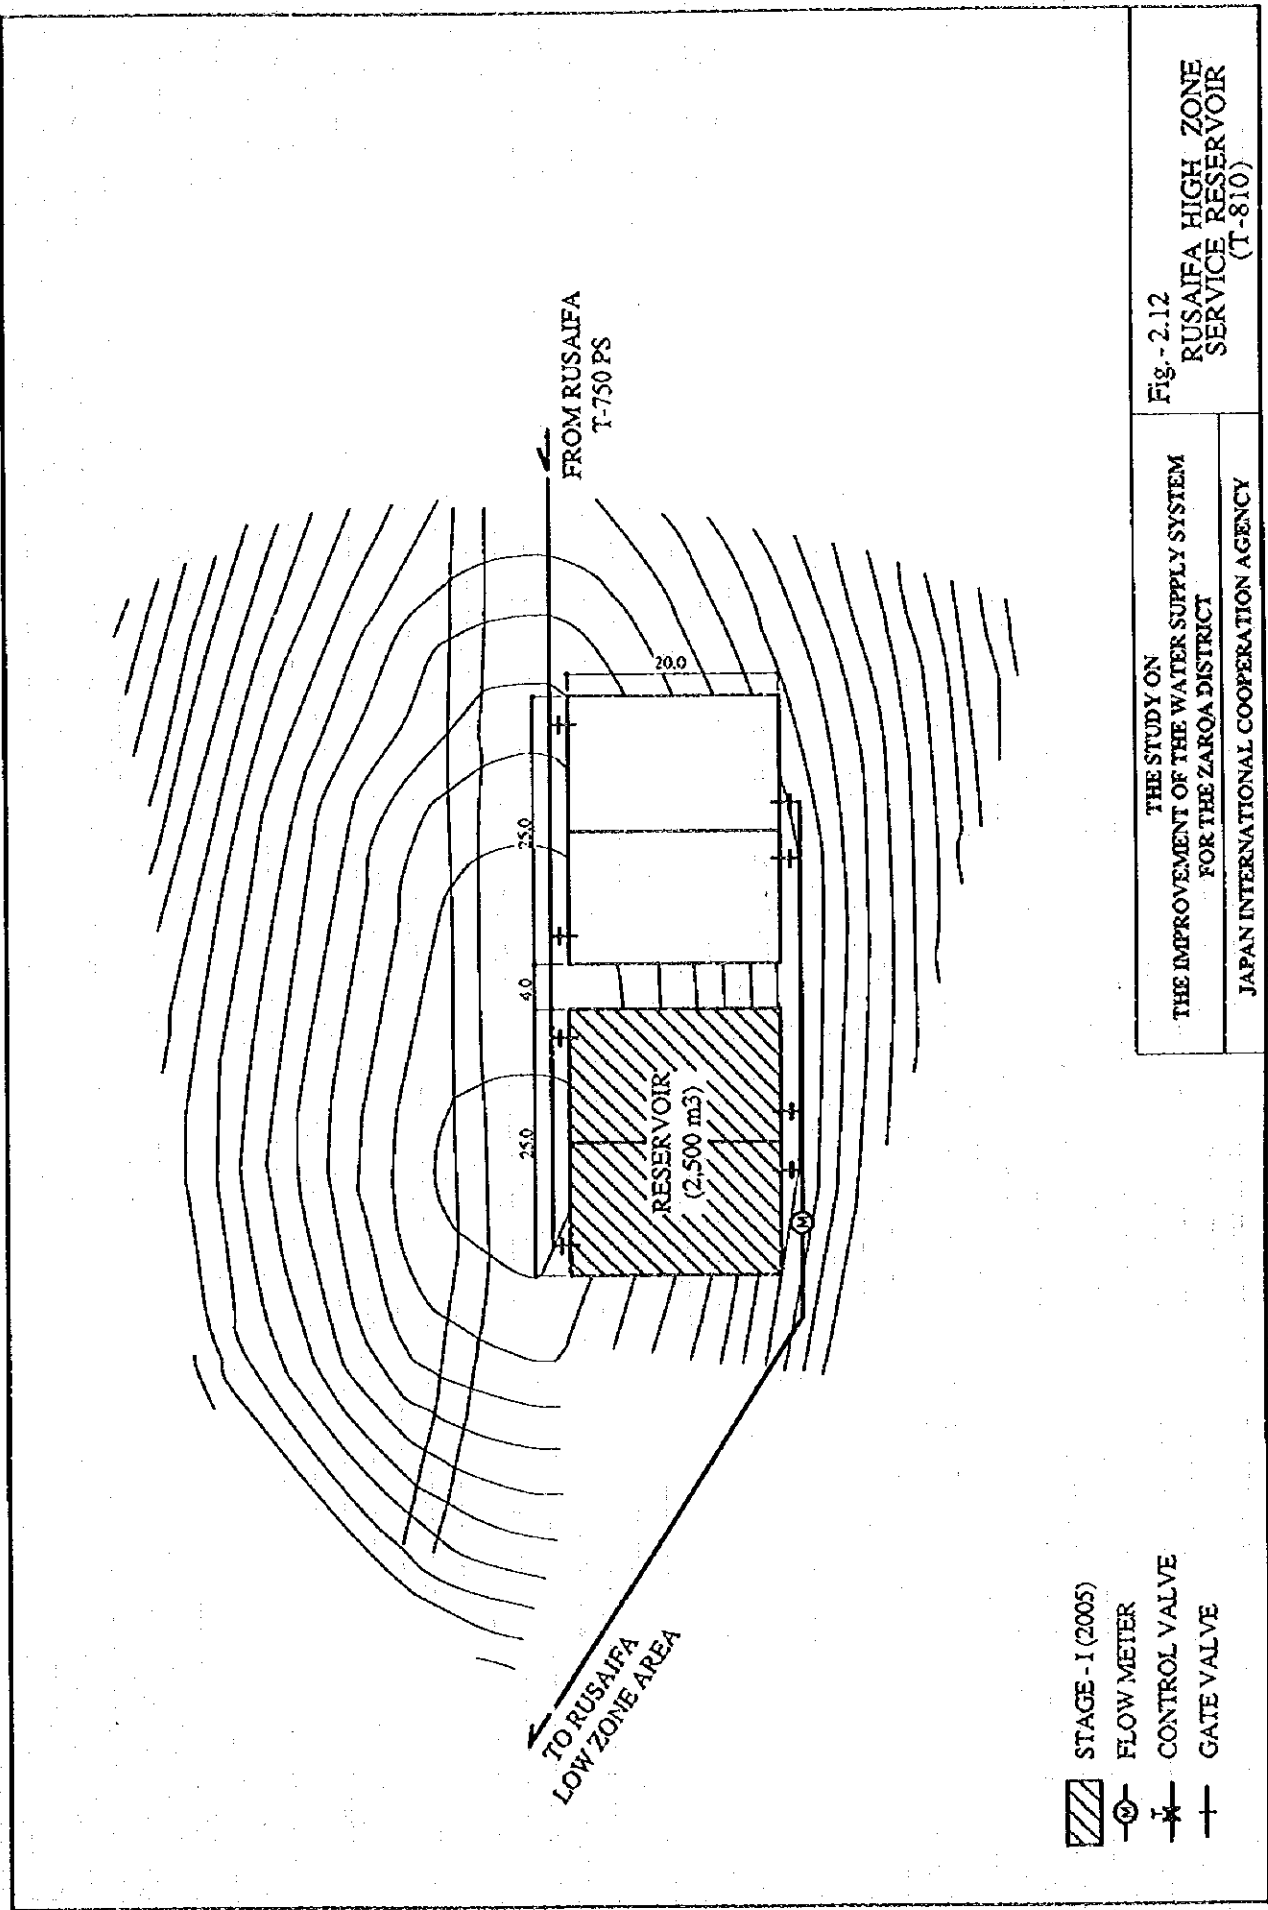 FROM RUSAIFA
T-750 PS
20.0
25.0
4.0
25.0
RESERVOIR
(2,500 m3)
M
TO RUSAIFA
LOW ZONE AREA
STAGE - I (2005)
M
FLOW METER
CONTROL VALVE
GATE VALVE
THE STUDY ON
THE IMPROVEMENT OF THE WATER SUPPLY SYSTEM
FOR THE ZARQA DISTRICT
JAPAN INTERNATIONAL COOPERATION AGENCY
Fig.-2.12
RUSAIFA HIGH ZONE
SERVICE RESERVOIR
(T-810)